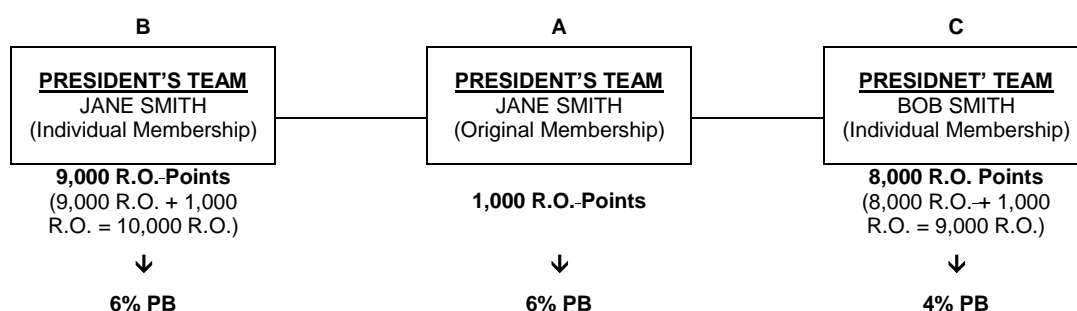 B
PRESIDENT'S TEAM
JANE SMITH
(Individual Membership)
9,000 R.O.-Points
(9,000 R.O. + 1,000
R.O. = 10,000 R.O.)
↓
6% PB
A
PRESIDENT'S TEAM
JANE SMITH
(Original Membership)
1,000 R.O.-Points
↓
6% PB
C
PRESIDNET' TEAM
BOB SMITH
(Individual Membership)
8,000 R.O. Points
(8,000 R.O.-+ 1,000
R.O. = 9,000 R.O.)
↓
4% PB